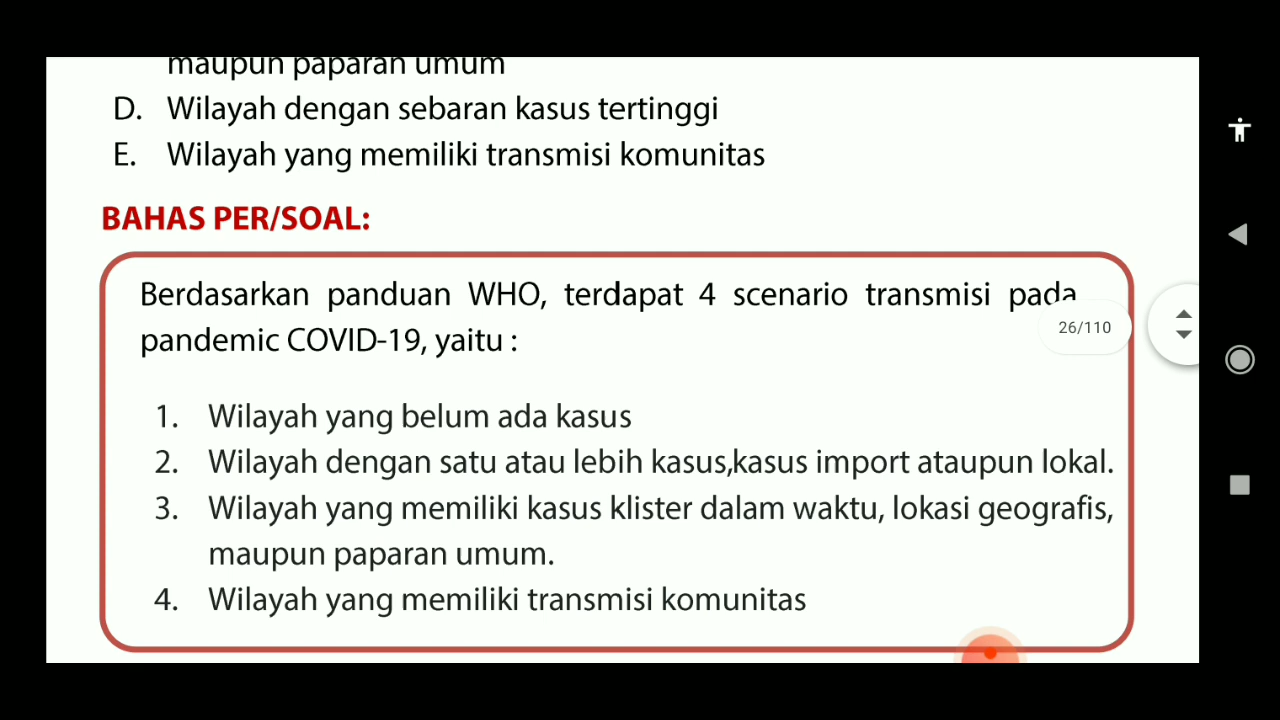 maupun paparan umum
D. Wilayah dengan sebaran kasus tertinggi
E. Wilayah yang memiliki transmisi komunitas
BAHAS PER/SOAL:
Berdasarkan panduan WHO, terdapat 4 scenario transmisi pada
pandemic COVID-19, yaitu :
26/110
1. Wilayah yang belum ada kasus
2. Wilayah dengan satu atau lebih kasus,kasus import ataupun lokal.
3. Wilayah yang memiliki kasus klister dalam waktu, lokasi geografis,
maupun paparan umum.
4. Wilayah yang memiliki transmisi komunitas